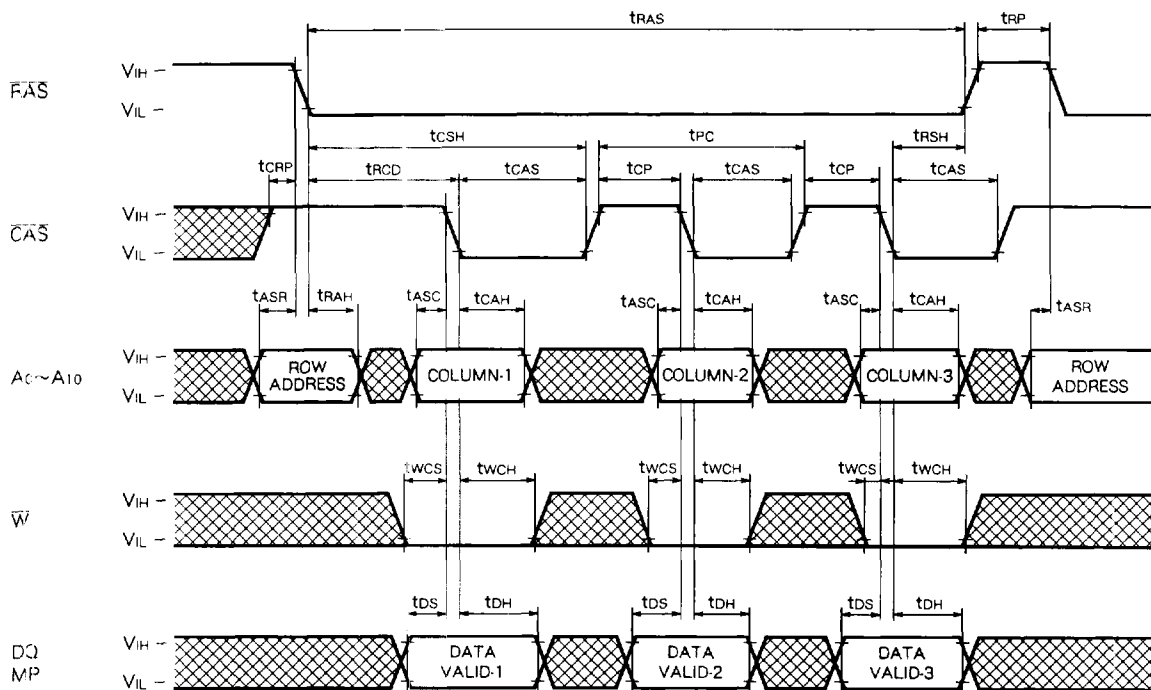 tRAS tRP
RAS
VIH
VIL
tCSH tPC tRSH
tCRP tRCD tCAS tCP tCAS tCP tCAS
CAS
VIH
VIL
tASR tRAH tASC tCAH tASC tCAH tASC tCAH tASR
A0~A10
VIH
VIL
ROW ADDRESS COLUMN-1 COLUMN-2 COLUMN-3 ROW ADDRESS
tWCS tWCH tWCS tWCH tWCS tWCH
W
VIH
VIL
tDS tDH tDS tDH tDS tDH
DQ
MP
VIH
VIL
DATA VALID-1 DATA VALID-2 DATA VALID-3